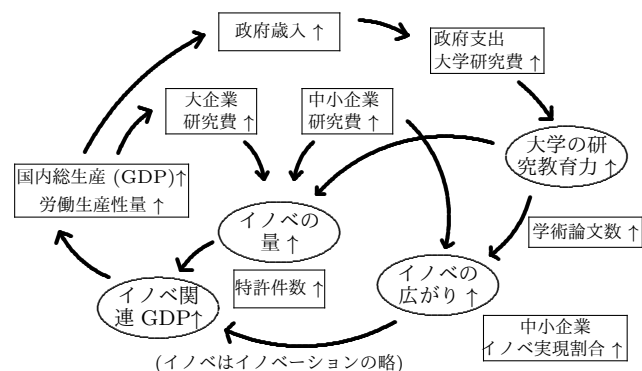 政府歳入 ↑
政府支出
大学研究費 ↑
大企業
研究費 ↑
中小企業
研究費 ↑
大学の研
究教育力 ↑
国内総生産 (GDP)↑
労働生産性量 ↑
イノベの
量 ↑
学術論文数 ↑
特許件数 ↑
イノベの
広がり ↑
イノベ関
連 GDP↑
中小企業
イノベ実現割合 ↑
(イノベはイノベーションの略)